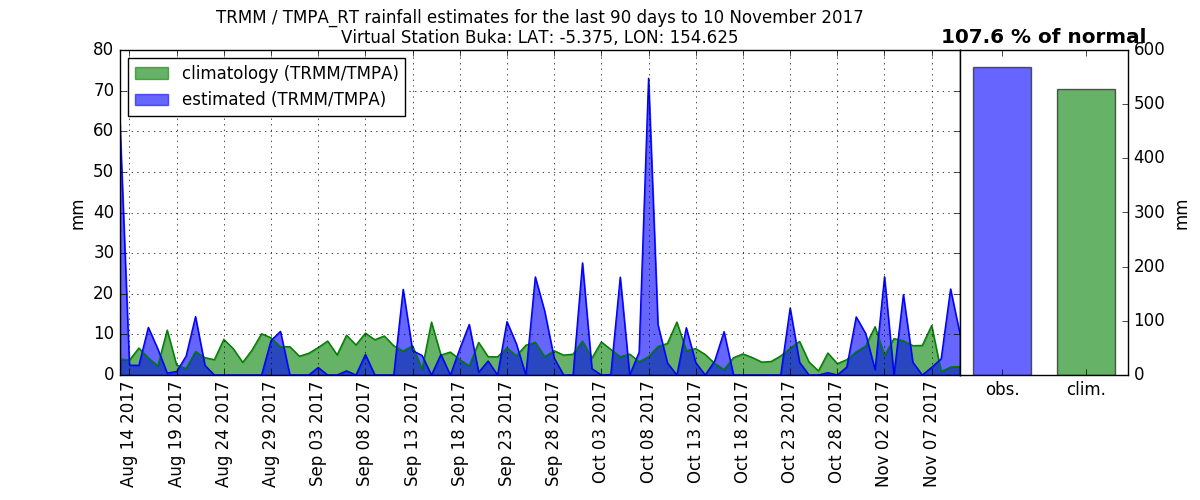 TRMM / TMPA_RT rainfall estimates for the last 90 days to 10 November 2017
Virtual Station Buka: LAT: -5.375, LON: 154.625
107.6 % of normal
climatology (TRMM/TMPA)
estimated (TRMM/TMPA)
80
70
60
50
40
30
20
10
0
mm
Aug 14 2017
Aug 19 2017
Aug 24 2017
Aug 29 2017
Sep 03 2017
Sep 08 2017
Sep 13 2017
Sep 18 2017
Sep 23 2017
Sep 28 2017
Oct 03 2017
Oct 08 2017
Oct 13 2017
Oct 18 2017
Oct 23 2017
Oct 28 2017
Nov 02 2017
Nov 07 2017
obs.
clim.
600
500
400
300
200
100
0
mm